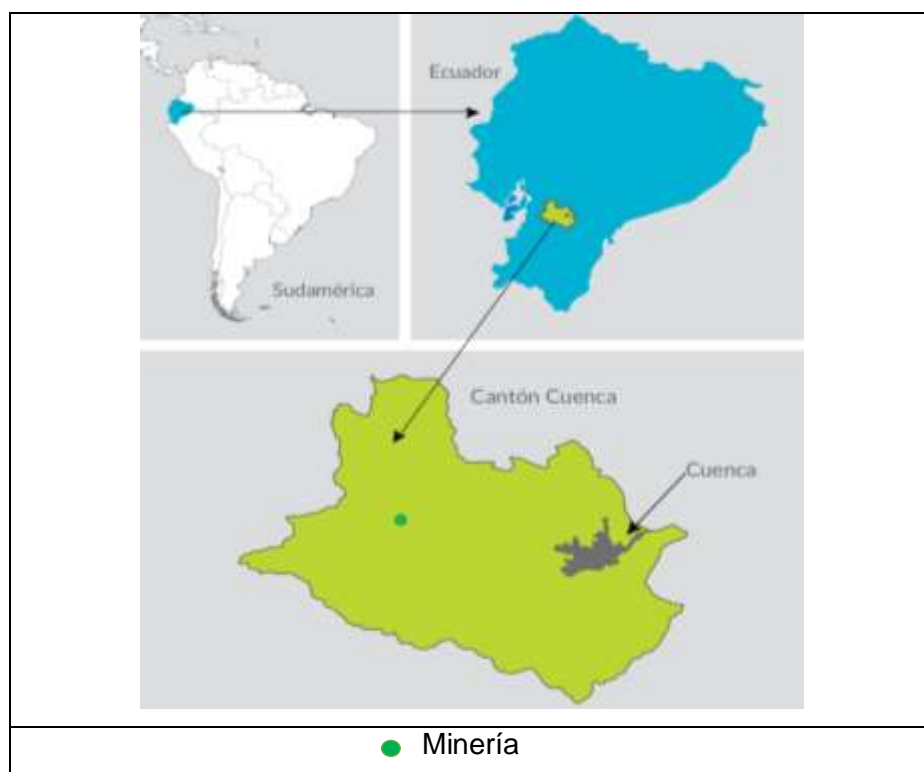 Ecuador
Sudamérica
Cantón Cuenca
Cuenca
Minería